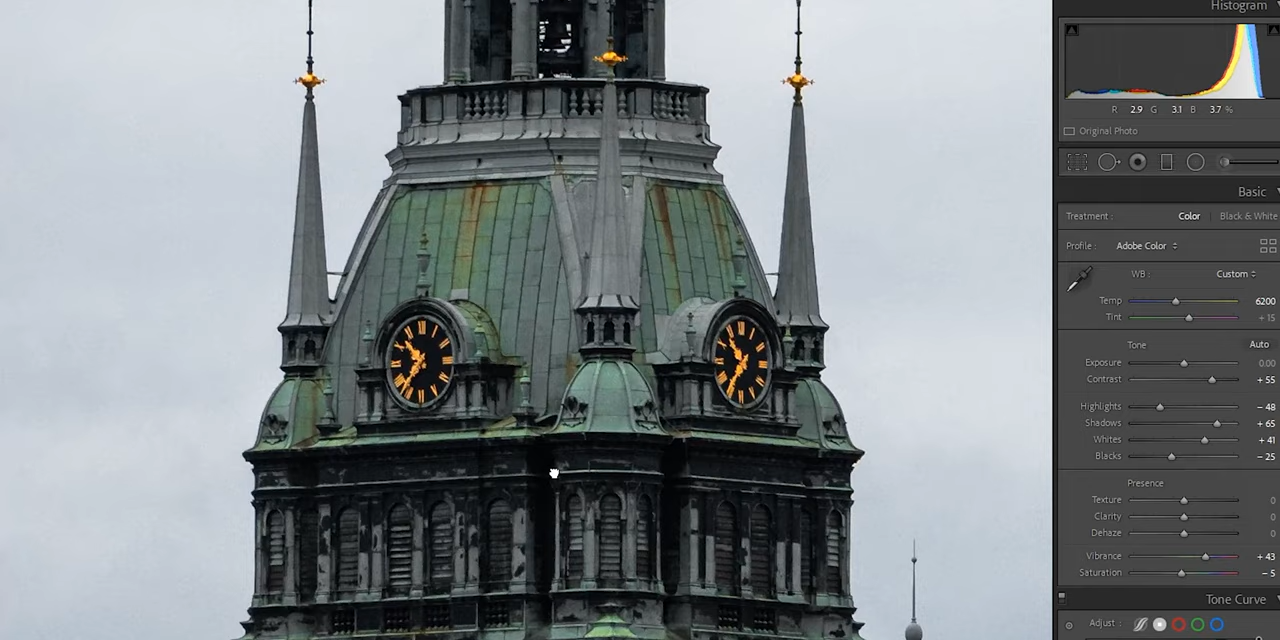 Histogram
R 2.9 G 3.1 B 3.7 %
Original Photo
Basic
Treatment : Color Black & White
Profile : Adobe Color
WB : Custom
Temp 6200
Tint + 15
Tone Auto
Exposure 0.00
Contrast + 55
Highlights − 48
Shadows + 65
Whites + 41
Blacks − 25
Presence
Texture 0
Clarity 0
Dehaze 0
Vibrance + 43
Saturation − 5
Tone Curve
Adjust :